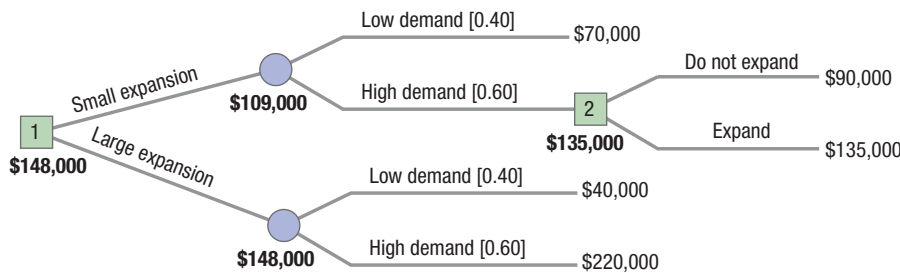 Low demand [0.40]
$70,000
Small expansion
$109,000
High demand [0.60]
2
$135,000
Do not expand
$90,000
Expand
$135,000
1
$148,000
Large expansion
Low demand [0.40]
$40,000
$148,000
High demand [0.60]
$220,000